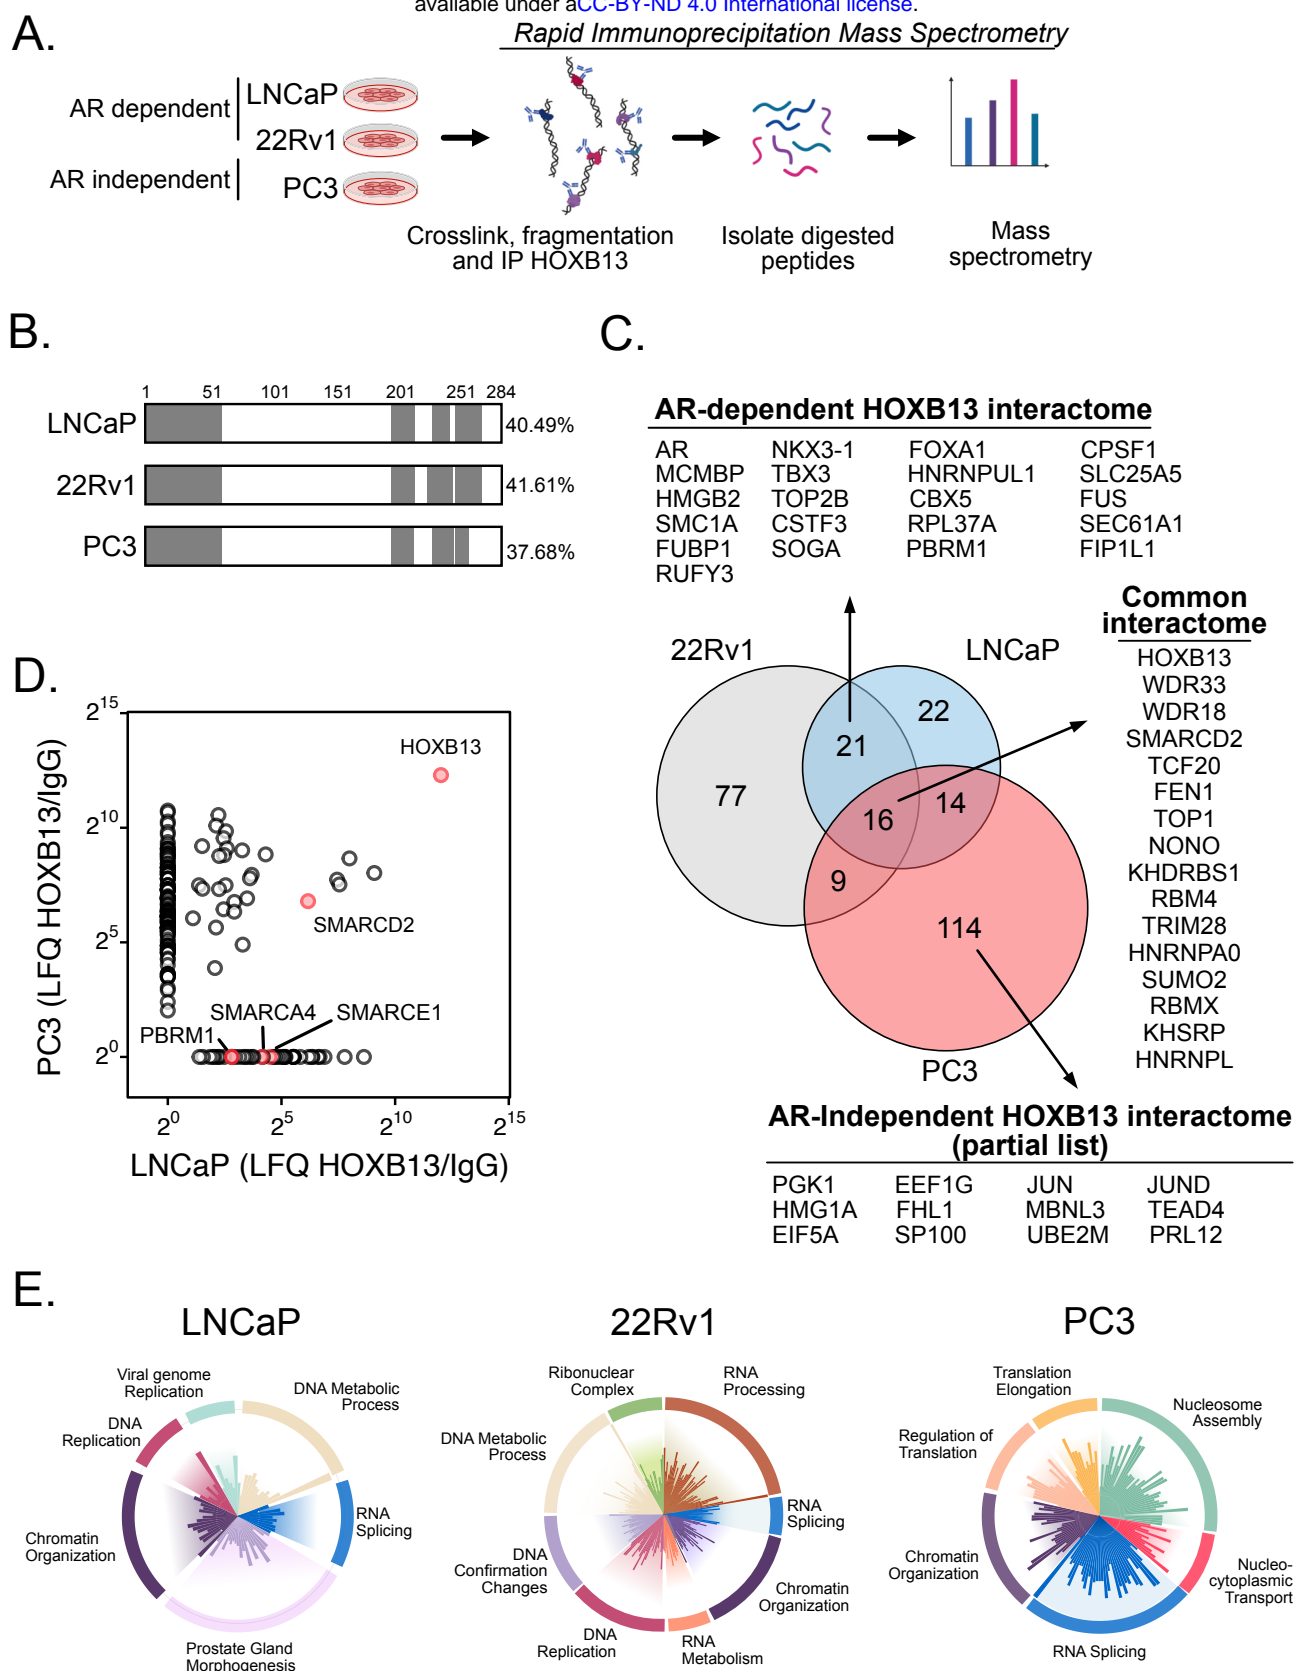 available under aCC-BY-ND 4.0 International license.
A.
Rapid Immunoprecipitation Mass Spectrometry
AR dependent
LNCaP
22Rv1
AR independent
PC3
Crosslink, fragmentation
and IP HOXB13
Isolate digested
peptides
Mass
spectrometry
B.
1 51 101 151 201 251 284
LNCaP 40.49%
22Rv1 41.61%
PC3 37.68%
C.
AR-dependent HOXB13 interactome
AR NKX3-1 FOXA1 CPSF1
MCMBP TBX3 HNRNPUL1 SLC25A5
HMGB2 TOP2B CBX5 FUS
SMC1A CSTF3 RPL37A SEC61A1
FUBP1 SOGA PBRM1 FIP1L1
RUFY3
Common
interactome
HOXB13
WDR33
WDR18
SMARCD2
TCF20
FEN1
TOP1
NONO
KHDRBS1
RBM4
TRIM28
HNRNPA0
SUMO2
RBMX
KHSRP
HNRNPL
22Rv1
LNCaP
22
21
77
16
14
9
114
PC3
AR-Independent HOXB13 interactome
(partial list)
PGK1 EEF1G JUN JUND
HMG1A FHL1 MBNL3 TEAD4
EIF5A SP100 UBE2M PRL12
D.
PC3 (LFQ HOXB13/IgG)
2^15
2^10
2^5
2^0
HOXB13
SMARCD2
SMARCA4
SMARCE1
PBRM1
2^0 2^5 2^10 2^15
LNCaP (LFQ HOXB13/IgG)
E.
LNCaP
Viral genome
Replication
DNA Metabolic
Process
DNA
Replication
RNA
Splicing
Chromatin
Organization
Prostate Gland
Morphogenesis
22Rv1
Ribonuclear
Complex
RNA
Processing
DNA Metabolic
Process
RNA
Splicing
DNA
Confirmation
Changes
Chromatin
Organization
DNA
Replication
RNA
Metabolism
PC3
Translation
Elongation
Nucleosome
Assembly
Regulation of
Translation
Chromatin
Organization
Nucleo-
cytoplasmic
Transport
RNA Splicing